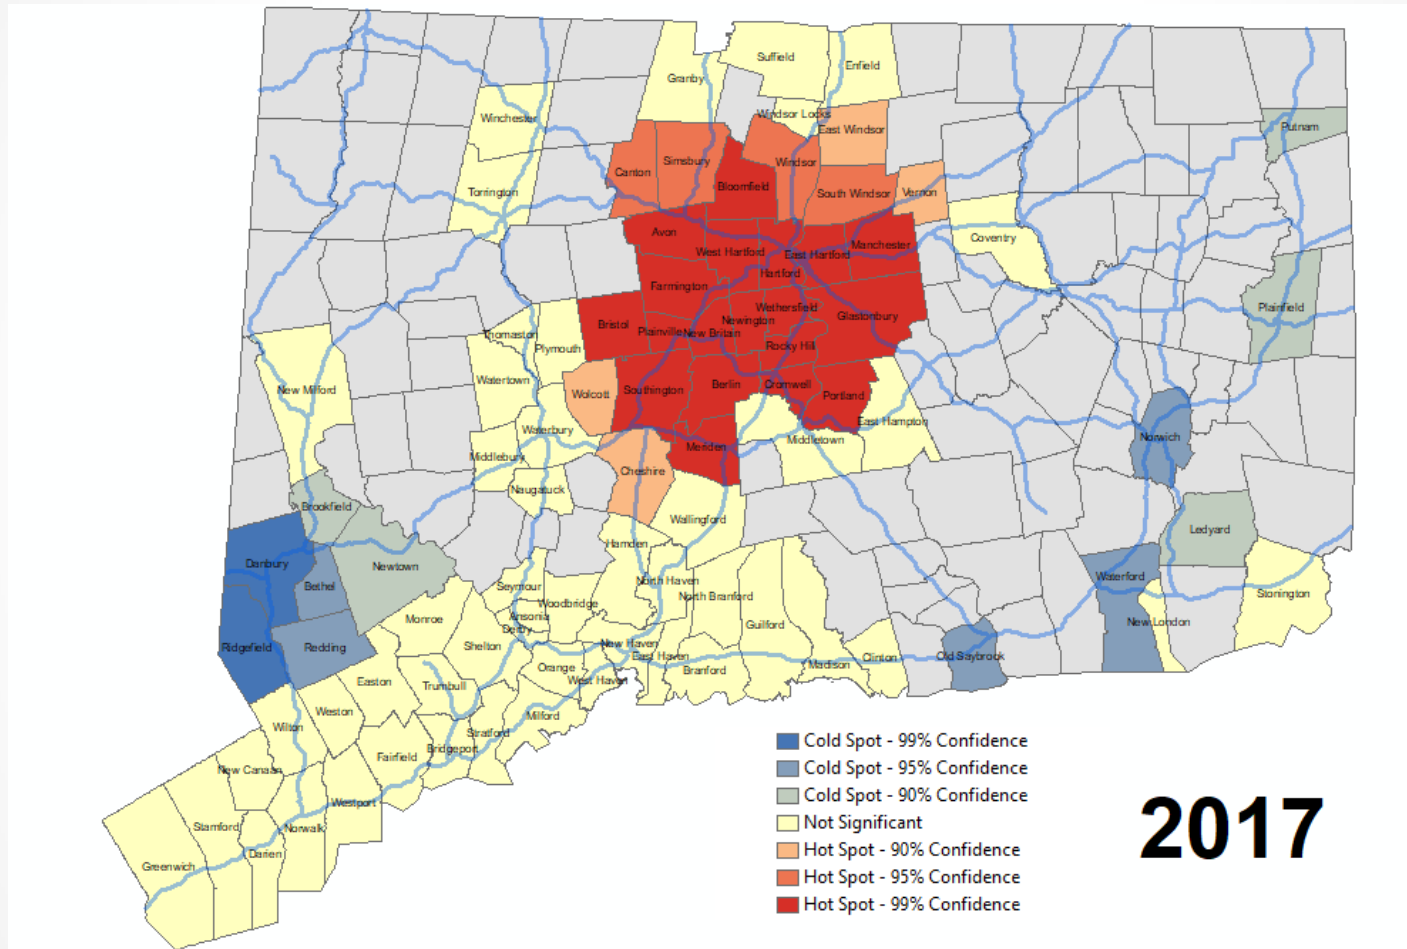 Suffield
Enfield
Granby
Winchester
Windsor Locks
East Windsor
Putnam
Simsbury
Windsor
Canton
Bloomfield
Torrington
South Windsor
Vernon
Avon
Coventry
West Hartford
East Hartford
Manchester
Hartford
Farmington
Wethersfield
Plainfield
Glastonbury
Newington
Bristol
Plainville
New Britain
Thomaston
Plymouth
Rocky Hill
Watertown
New Milford
Wolcott
Southington
Berlin
Cromwell
Portland
East Hampton
Waterbury
Middletown
Norwich
Meriden
Middlebury
Cheshire
Naugatuck
Brookfield
Wallingford
Ledyard
Hamden
Danbury
Newtown
Bethel
Seymour
North Haven
Waterford
Stonington
North Branford
Woodbridge
Monroe
Ansonia
Guilford
New London
Derby
Ridgefield
Redding
Shelton
New Haven
East Haven
Old Saybrook
Clinton
Madison
Orange
Branford
West Haven
Easton
Trumbull
Weston
Milford
Wilton
Stratford
Bridgeport
Fairfield
New Canaan
Westport
Stamford
Norwalk
Darien
Greenwich
Cold Spot - 99% Confidence
Cold Spot - 95% Confidence
Cold Spot - 90% Confidence
Not Significant
Hot Spot - 90% Confidence
Hot Spot - 95% Confidence
Hot Spot - 99% Confidence
2017